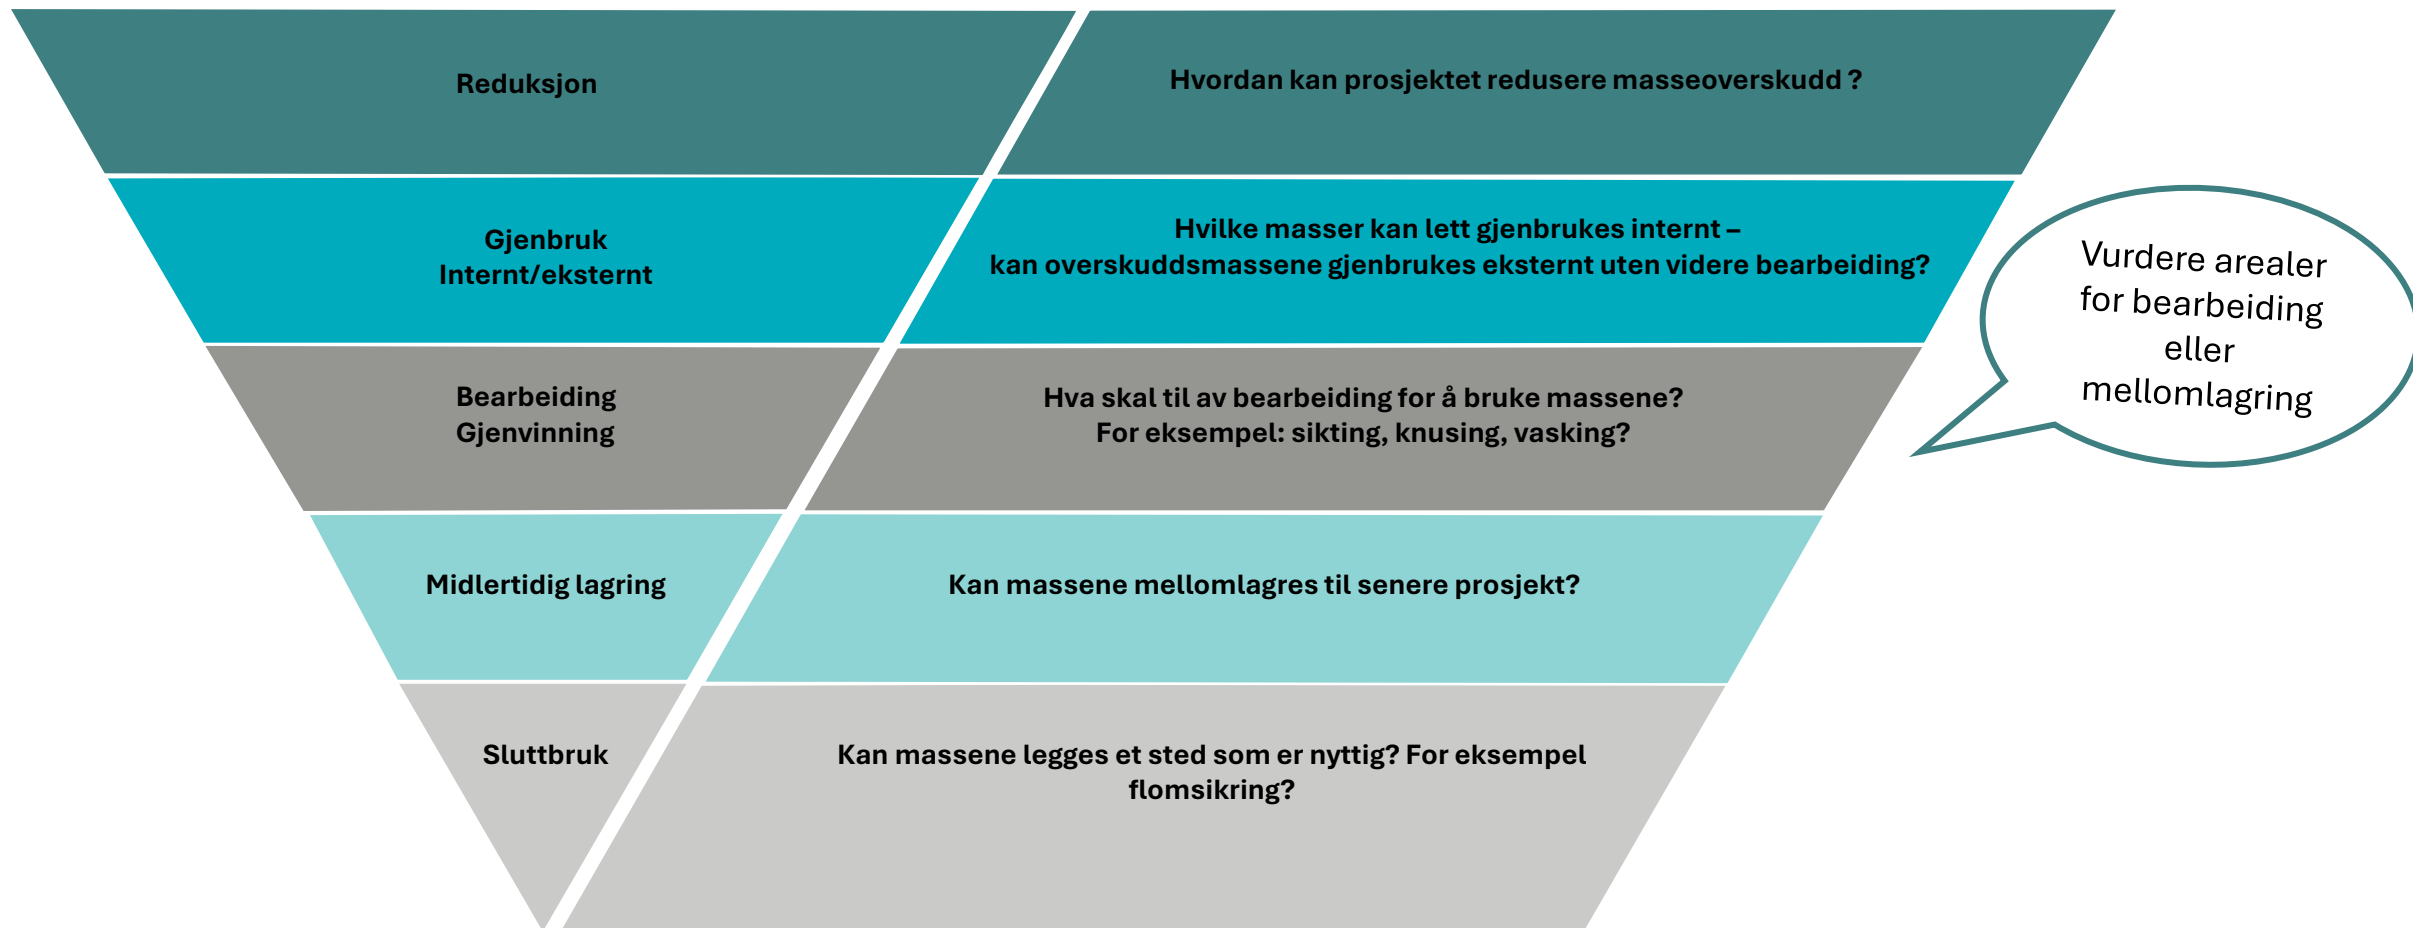 Reduksjon
Hvordan kan prosjektet redusere masseoverskudd ?
Gjenbruk
Internt/eksternt
Hvilke masser kan lett gjenbrukes internt –
kan overskuddsmassene gjenbrukes eksternt uten videre bearbeiding?
Vurdere arealer
for bearbeiding
eller
mellomlagring
Bearbeiding
Gjenvinning
Hva skal til av bearbeiding for å bruke massene?
For eksempel: sikting, knusing, vasking?
Midlertidig lagring
Kan massene mellomlagres til senere prosjekt?
Sluttbruk
Kan massene legges et sted som er nyttig? For eksempel
flomsikring?